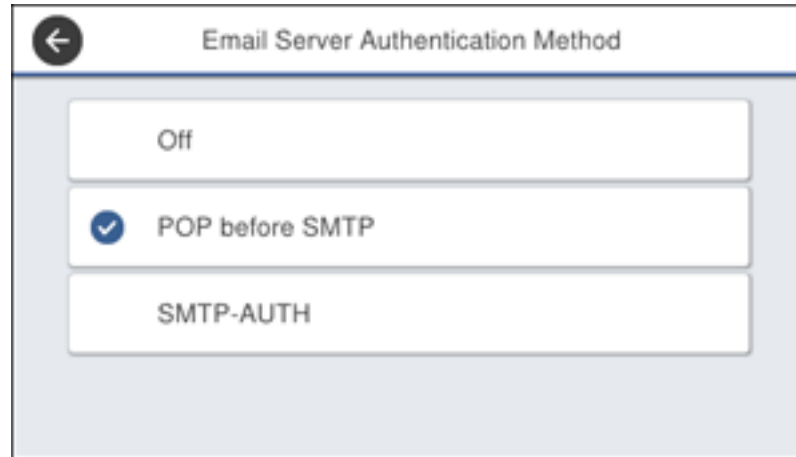 Email Server Authentication Method
Off
POP before SMTP
SMTP-AUTH